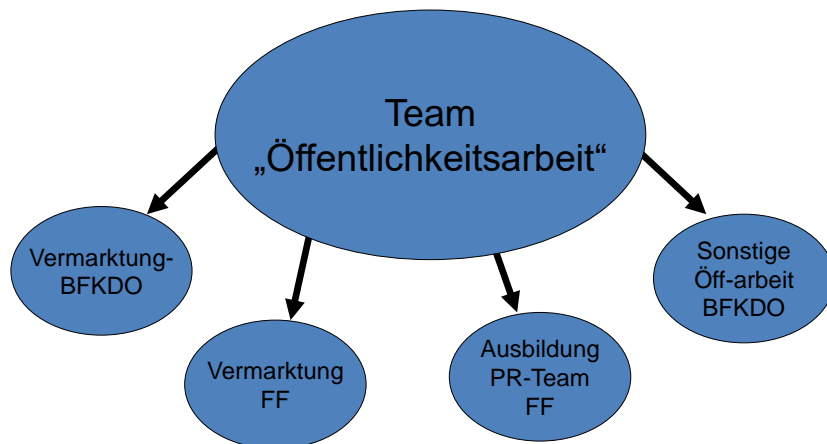 Team
„Öffentlichkeitsarbeit“
Vermarktung-
BFKDO
Vermarktung
FF
Ausbildung
PR-Team
FF
Sonstige
Öff-arbeit
BFKDO